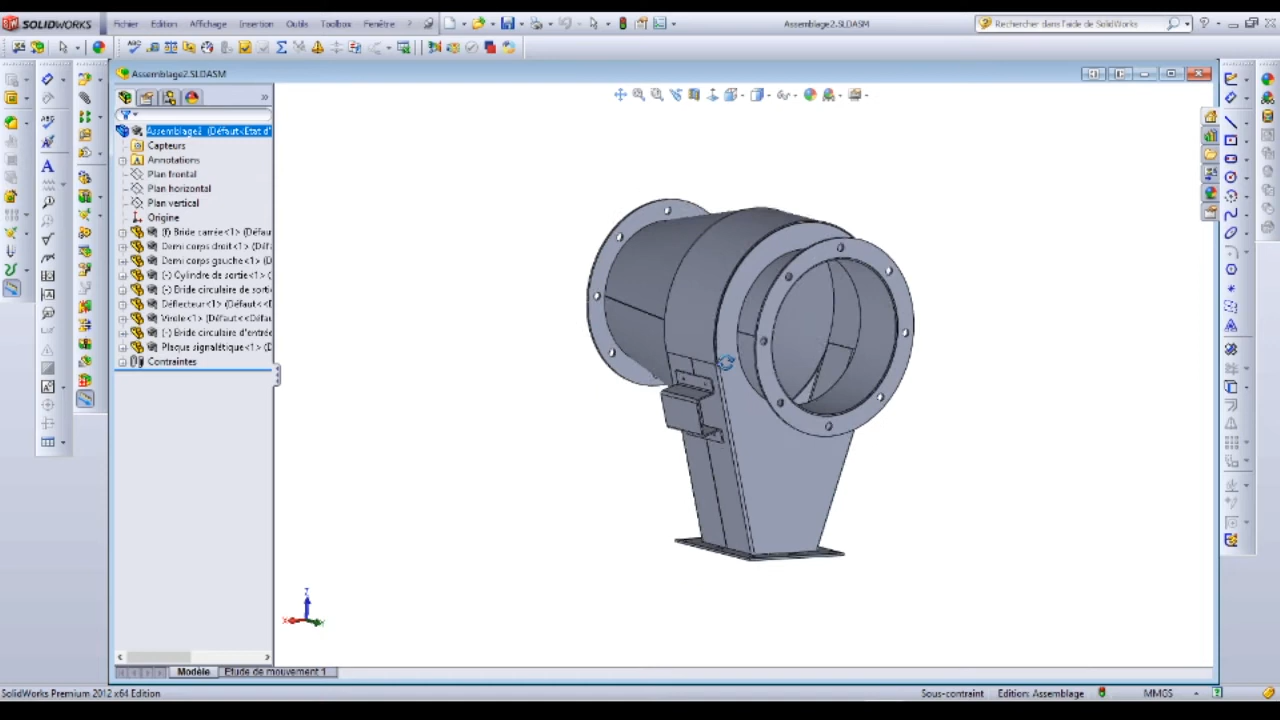 SOLIDWORKS Fichier Edition Affichage Insertion Outils Toolbox Fenêtre Assemblage2.SLDASM Rechercher dans l'aide de SolidWorks
Assemblage2.SLDASM
Assemblage2 (Défaut<Etat d'
Capteurs
Annotations
Plan frontal
Plan horizontal
Plan vertical
Origine
(f) Bride carrée<1> (Défau
Demi corps droit<1> (Déf
Demi corps gauche<1> (D
(-) Cylindre de sortie<1> (
(-) Bride circulaire de sorti
Déflecteur<1> (Défaut<<D
Virole<1> (Défaut<<Défau
(-) Bride circulaire d'entrée
Plaque signalétique<1> (D
Contraintes
Modèle Etude de mouvement 1
SolidWorks Premium 2012 x64 Edition Sous-contraint Edition: Assemblage MMGS